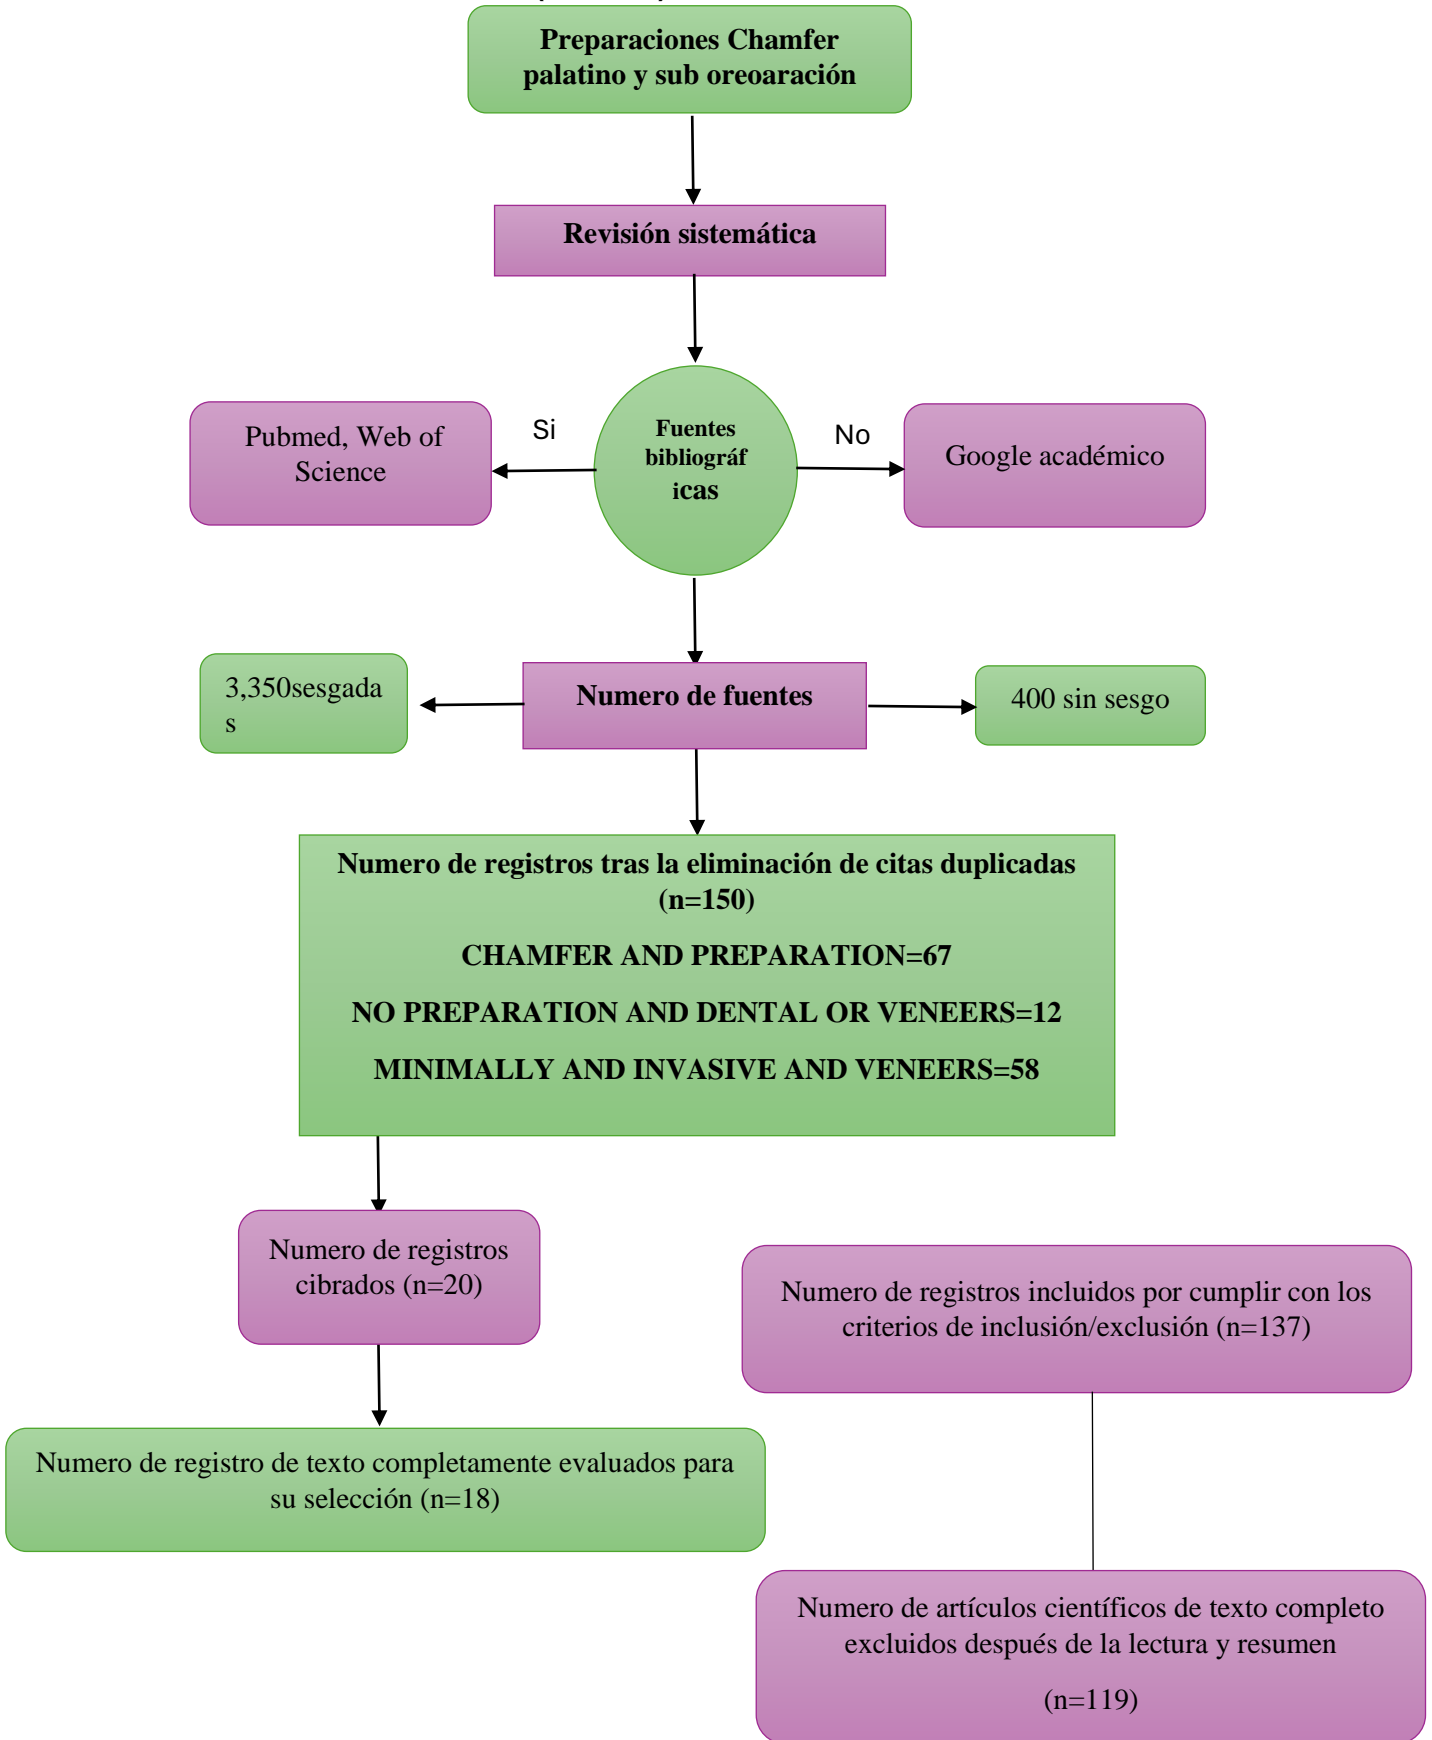 Preparaciones Chamfer
palatino y sub oreoaración
Revisión sistemática
Pubmed, Web of
Science
Si
Fuentes
bibliográf
icas
No
Google académico
3,350sesgada
s
Numero de fuentes
400 sin sesgo
Numero de registros tras la eliminación de citas duplicadas
(n=150)
CHAMFER AND PREPARATION=67
NO PREPARATION AND DENTAL OR VENEERS=12
MINIMALLY AND INVASIVE AND VENEERS=58
Numero de registros
cibrados (n=20)
Numero de registros incluidos por cumplir con los
criterios de inclusión/exclusión (n=137)
Numero de registro de texto completamente evaluados para
su selección (n=18)
Numero de artículos científicos de texto completo
excluidos después de la lectura y resumen
(n=119)